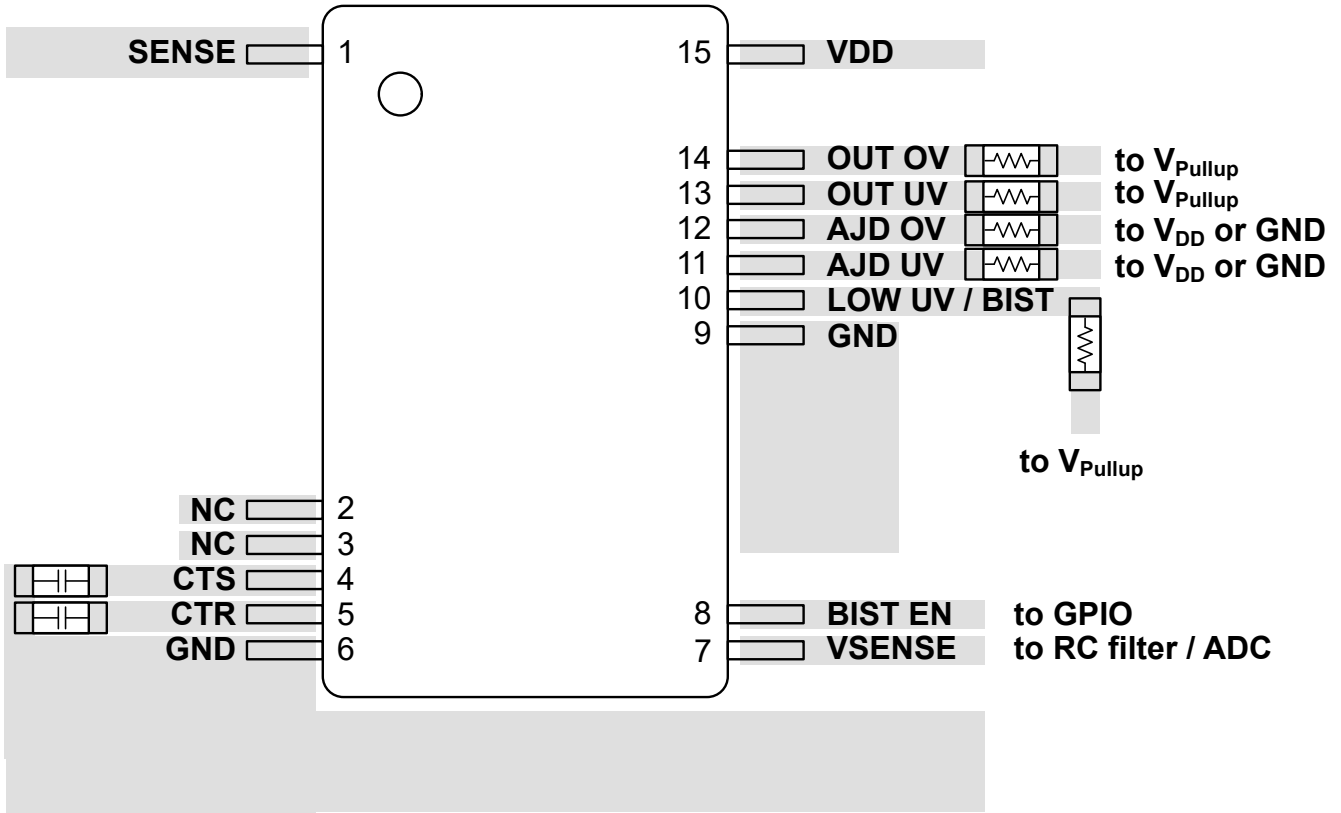 SENSE 1 15 VDD
14 OUT OV to VPullup
13 OUT UV to VPullup
12 AJD OV to VDD or GND
11 AJD UV to VDD or GND
10 LOW UV / BIST
9 GND
to VPullup
NC 2
NC 3
CTS 4
CTR 5 8 BIST EN to GPIO
GND 6 7 VSENSE to RC filter / ADC